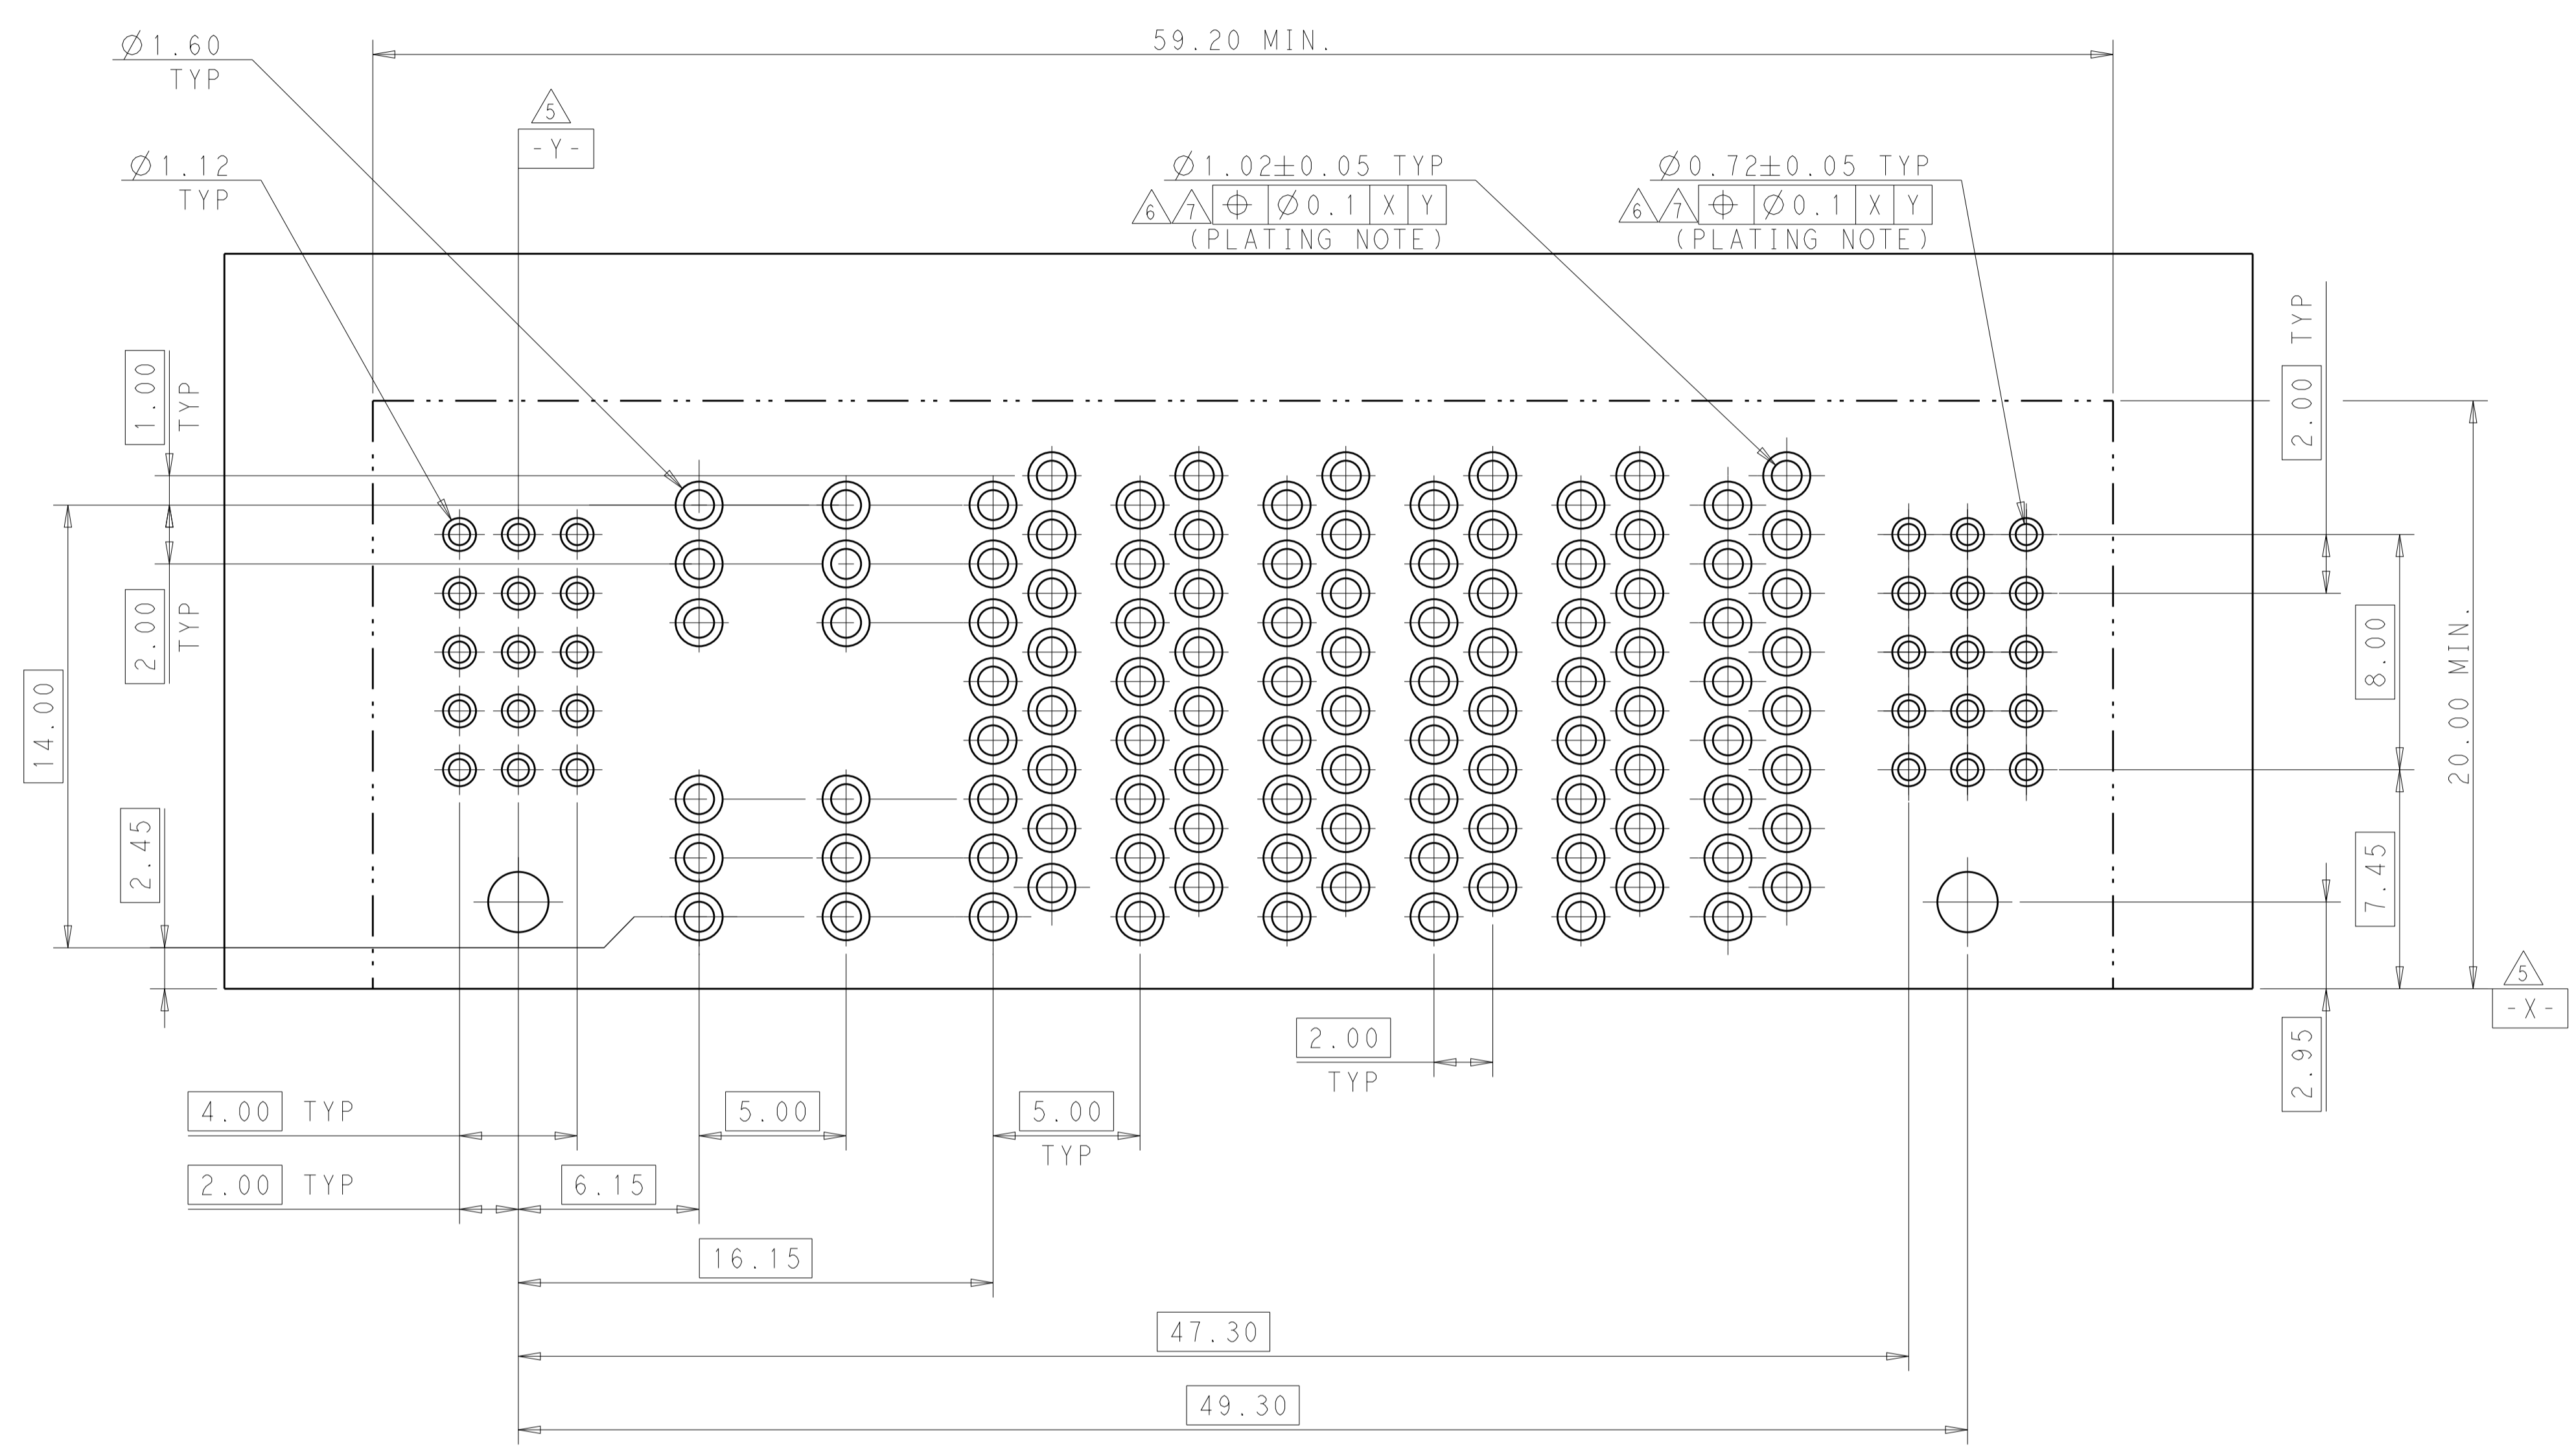 59.20 MIN.
Ø1.60
TYP
5
-Y-
Ø1.12
TYP
Ø1.02±0.05 TYP
6 7 ⌖ Ø0.1 X Y
(PLATING NOTE)
Ø0.72±0.05 TYP
6 7 ⌖ Ø0.1 X Y
(PLATING NOTE)
1.00
TYP
2.00
TYP
14.00
2.45
2.00 TYP
8.00
20.00 MIN.
7.45
2.95
5
-X-
2.00
TYP
4.00 TYP
5.00
5.00
TYP
2.00 TYP
6.15
16.15
47.30
49.30